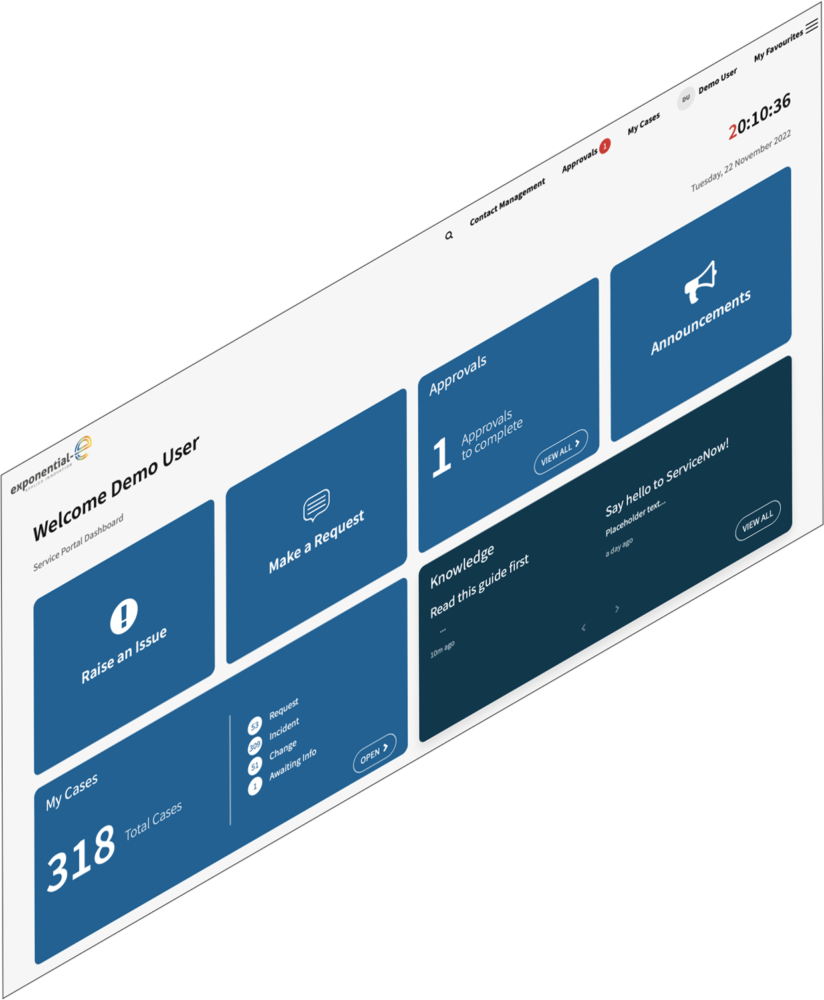 exponential-e
APPLIED INNOVATION
Contact Management
Approvals 1
My Cases
DU Demo User
My Favourites
Welcome Demo User
Service Portal Dashboard
20:10:36
Tuesday, 22 November 2022
Raise an Issue
Make a Request
Approvals
1 Approvals
to complete
VIEW ALL
Announcements
My Cases
318 Total Cases
53 Request
309 Incident
51 Change
1 Awaiting Info
OPEN
Knowledge
Read this guide first
...
10m ago
Say hello to ServiceNow!
Placeholder text...
a day ago
VIEW ALL